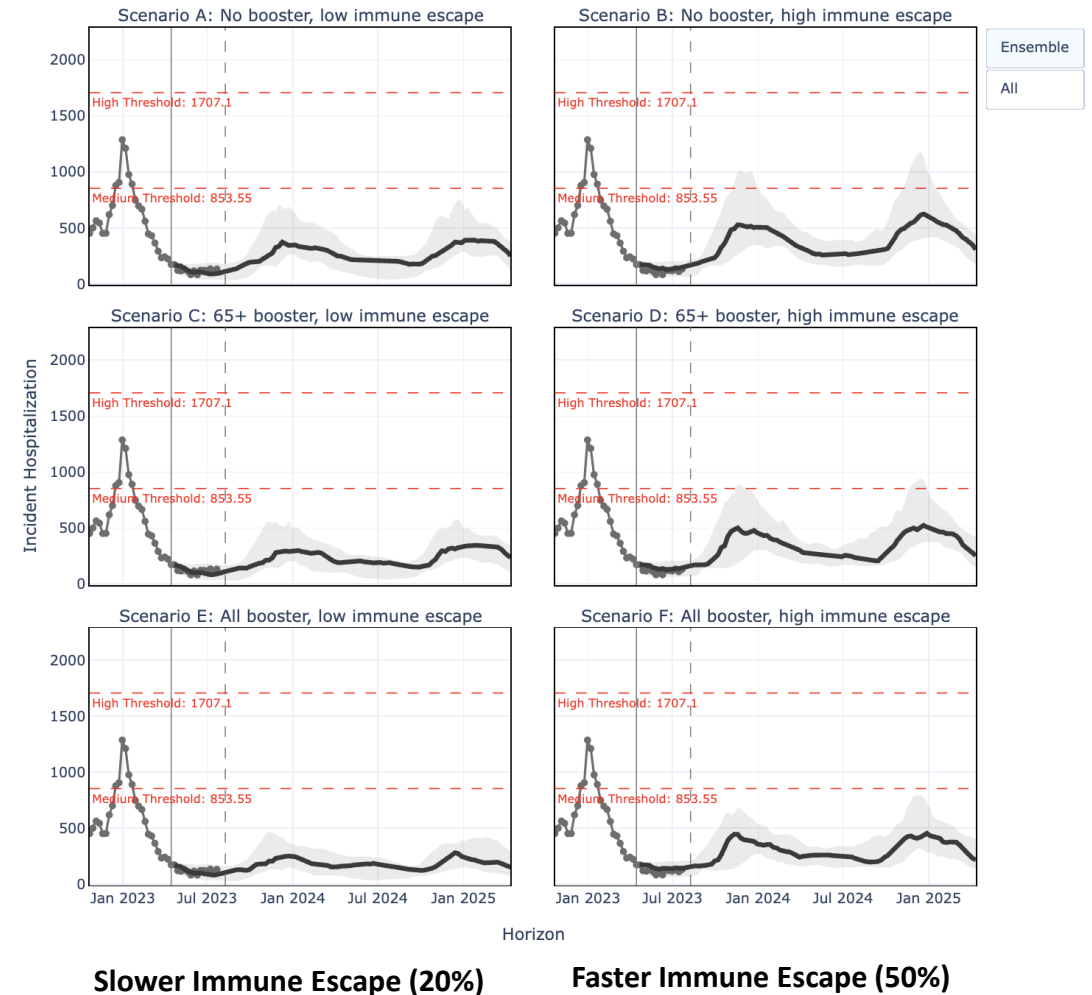 Scenario A: No booster, low immune escape
Scenario B: No booster, high immune escape
Ensemble
All
2000
1500
1000
500
0
High Threshold: 1707.1
Medium Threshold: 853.55
High Threshold: 1707.1
Medium Threshold: 853.55
Scenario C: 65+ booster, low immune escape
Scenario D: 65+ booster, high immune escape
2000
1500
1000
500
0
High Threshold: 1707.1
Medium Threshold: 853.55
High Threshold: 1707.1
Medium Threshold: 853.55
Incident Hospitalization
Scenario E: All booster, low immune escape
Scenario F: All booster, high immune escape
2000
1500
1000
500
0
High Threshold: 1707.1
Medium Threshold: 853.55
High Threshold: 1707.1
Medium Threshold: 853.55
Jan 2023 Jul 2023 Jan 2024 Jul 2024 Jan 2025
Jan 2023 Jul 2023 Jan 2024 Jul 2024 Jan 2025
Horizon
Slower Immune Escape (20%)
Faster Immune Escape (50%)